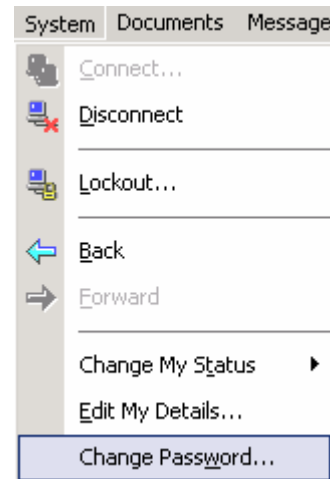 System Documents Message
Connect...
Disconnect
Lockout...
Back
Forward
Change My Status
Edit My Details...
Change Password...